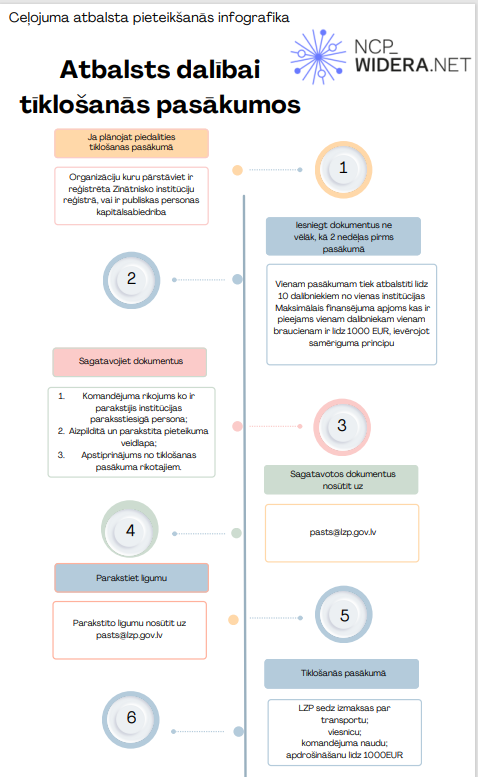 Ceļojuma atbalsta pieteikšanās infografika
NCP_
WIDERA.NET
Atbalsts dalībai
tīklošanās pasākumos
Ja plānojat piedalīties
tīklošanas pasākumā
1
Organizāciju kuru pārstāviet ir
reģistrēta Zinātnisko institūciju
reģistrā, vai ir publiskas personas
kapitālsabiedrība
Iesniegt dokumentus ne
vēlāk, kā 2 nedēļas pirms
pasākumā
2
Vienam pasākumam tiek atbalstīti līdz
10 dalībniekiem no vienas institūcijas
Maksimālais finansējuma apjoms kas ir
pieejams vienam dalībniekam vienam
braucienam ir līdz 1000 EUR, ievērojot
samērīguma principu
Sagatavojiet dokumentus
1. Komandējuma rīkojums ko ir
parakstījis institūcijas
paraksstiesīgā persona;
2. Aizpildītā un parakstīta pieteikuma
veidlapa;
3. Apstiprinājums no tīklošanas
pasākuma rīkotajiem.
3
Sagatavotos dokumentus
nosūtīt uz
pasts@lzp.gov.lv
4
Parakstiet līgumu
Parakstīto līgumu nosūtīt uz
pasts@lzp.gov.lv
5
Tīklošanās pasākumā
LZP sedz izmaksas par
transportu;
viesnīcu;
komandējuma naudu;
apdrošināšanu līdz 1000EUR
6